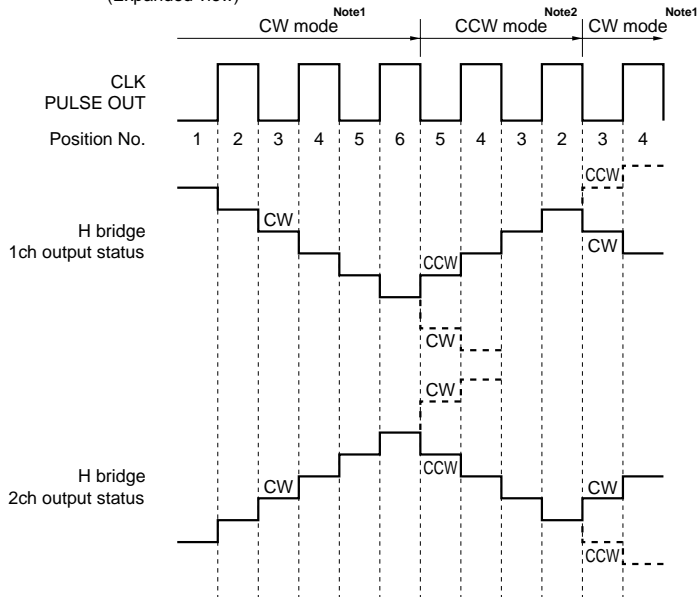 (Expanded view)
CW mode Note1 CCW mode Note2 CW mode Note1
CLK
PULSE OUT
Position No. 1 2 3 4 5 6 5 4 3 2 3 4
CCW
H bridge
1ch output status
CW
CCW
CW
CW
CW
H bridge
2ch output status
CW
CCW
CW
CCW